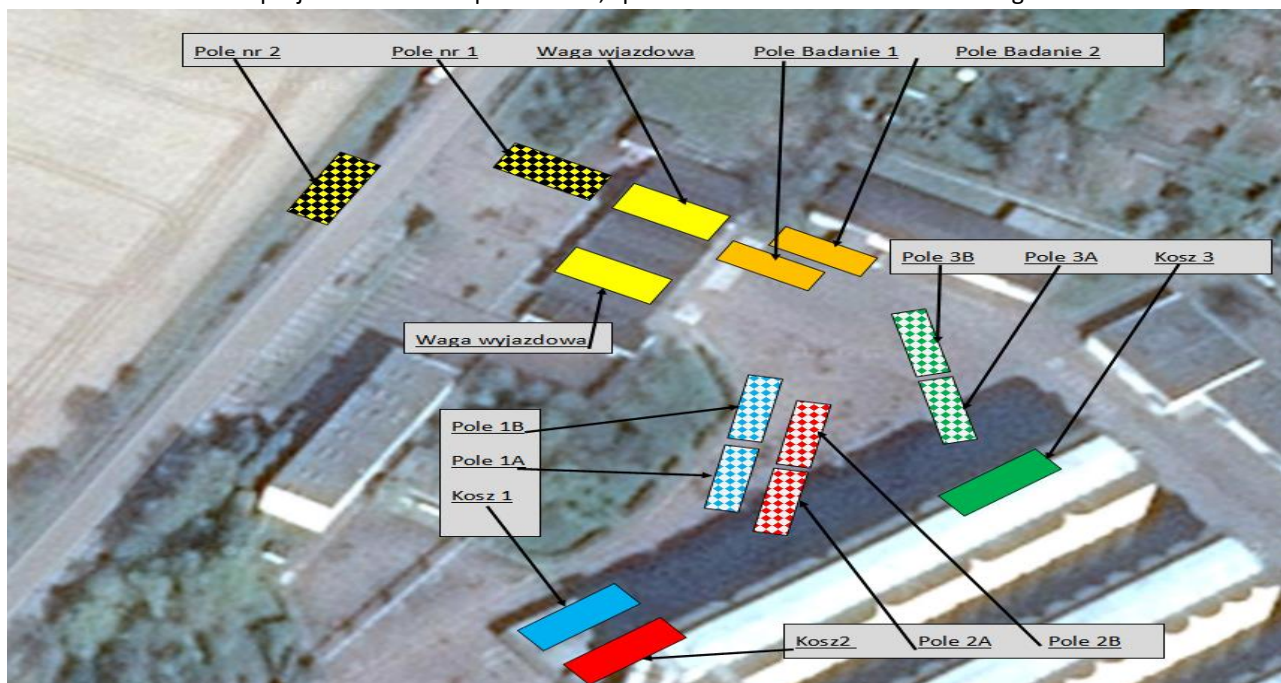 Pole nr 2 Pole nr 1 Waga wjazdowa Pole Badanie 1 Pole Badanie 2
Pole 3B Pole 3A Kosz 3
Waga wyjazdowa
Pole 1B
Pole 1A
Kosz 1
Kosz2 Pole 2A Pole 2B